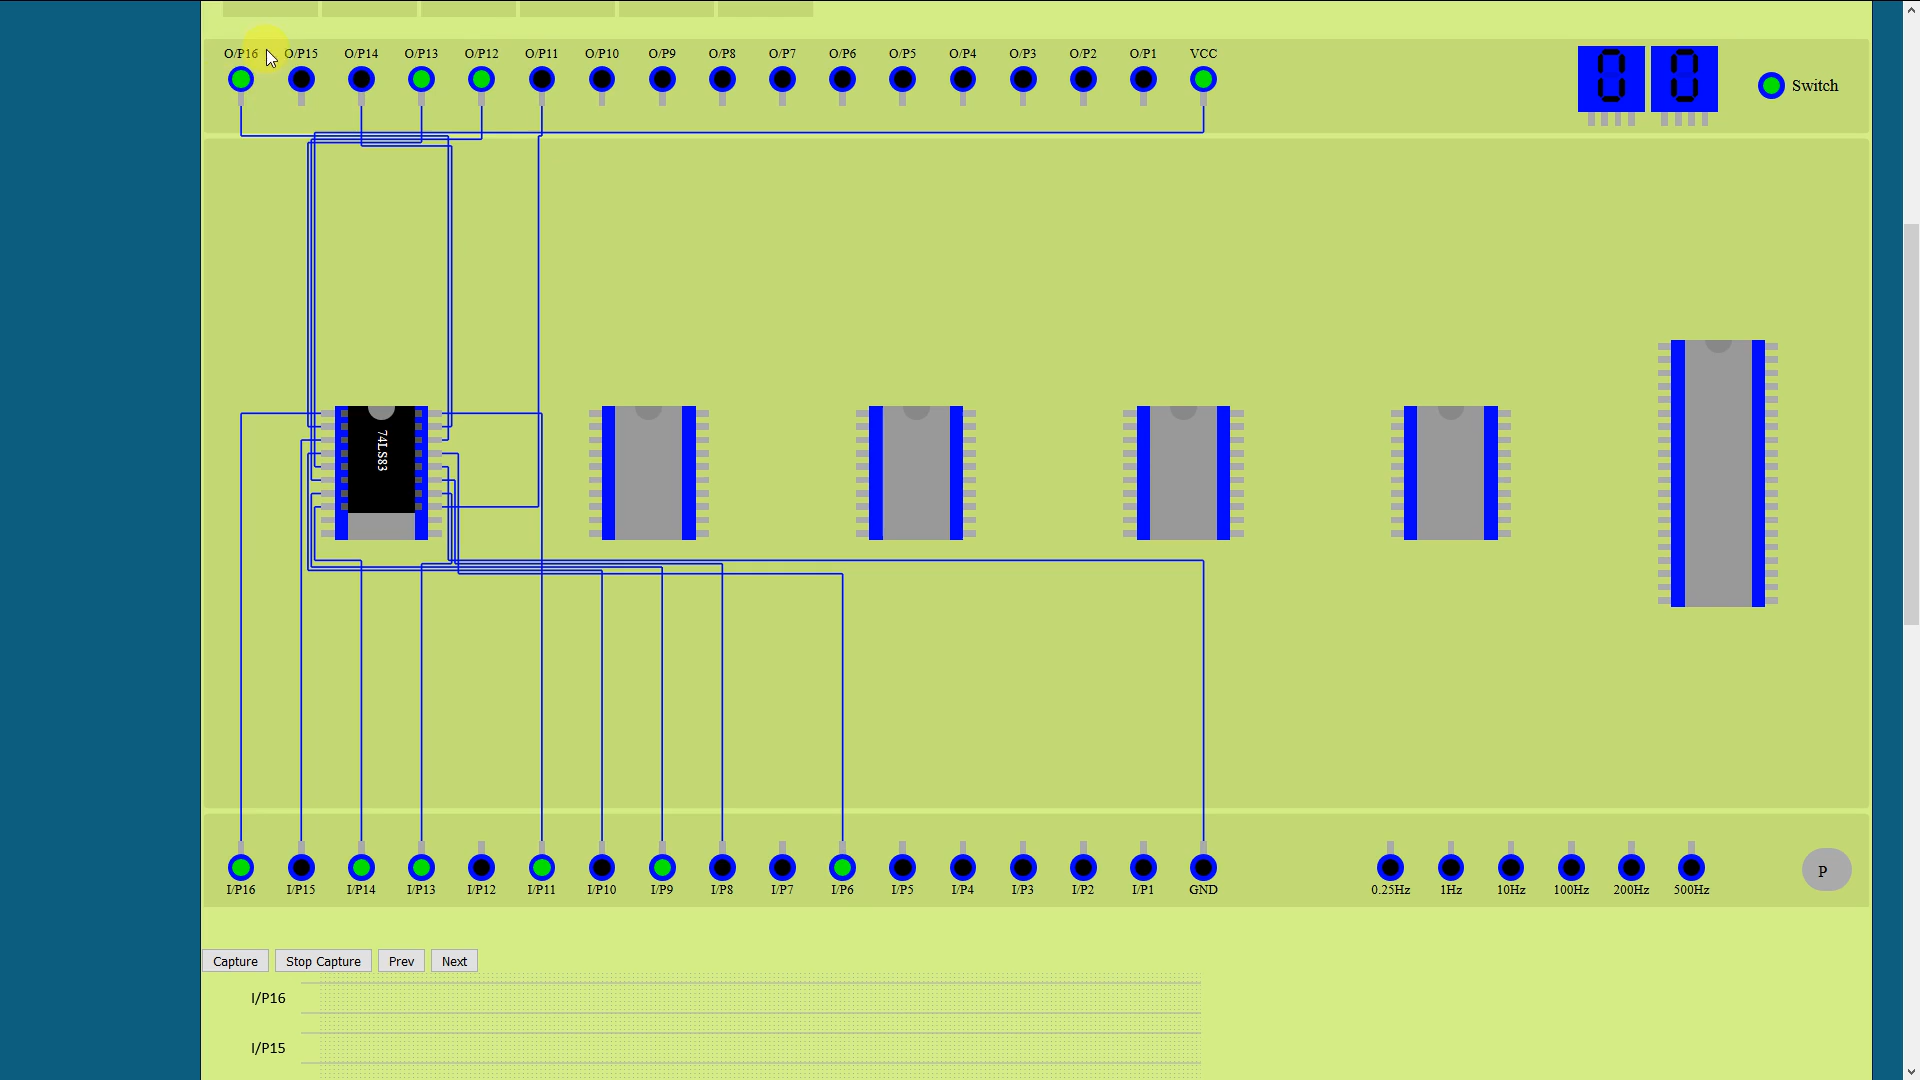 O/P16 O/P15 O/P14 O/P13 O/P12 O/P11 O/P10 O/P9 O/P8 O/P7 O/P6 O/P5 O/P4 O/P3 O/P2 O/P1 VCC
00
Switch
74LS83
I/P16 I/P15 I/P14 I/P13 I/P12 I/P11 I/P10 I/P9 I/P8 I/P7 I/P6 I/P5 I/P4 I/P3 I/P2 I/P1 GND 0.25Hz 1Hz 10Hz 100Hz 200Hz 500Hz
P
Capture Stop Capture Prev Next
I/P16
I/P15